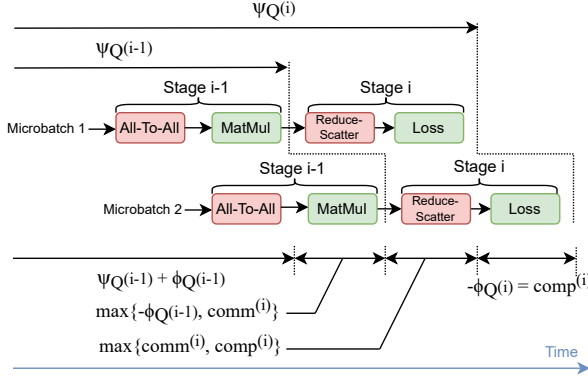 ψQ(i)
ψQ(i-1)
Stage i-1
Stage i
Microbatch 1
All-To-All
MatMul
Reduce-
Scatter
Loss
Stage i-1
Stage i
Microbatch 2
All-To-All
MatMul
Reduce-
Scatter
Loss
ψQ(i-1) + ϕQ(i-1)
-ϕQ(i) = comp(i)
max{-ϕQ(i-1), comm(i)}
max{comm(i), comp(i)}
Time